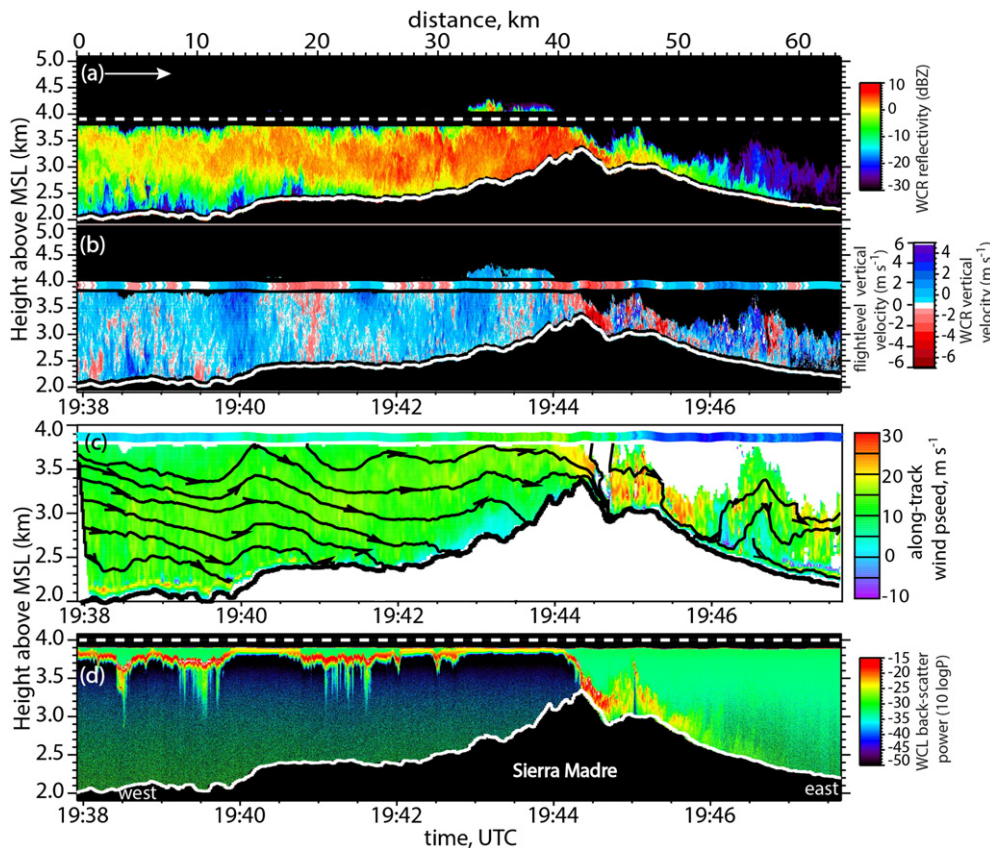 distance, km
0 10 20 30 40 50 60
5.0
(a)
4.5
4.0
3.5
3.0
2.5
2.0
10
0
-10
-20
-30
WCR reflectivity (dBZ)
Height above MSL (km)
5.0
(b)
4.5
4.0
3.5
3.0
2.5
2.0
flightlevel vertical
velocity (m s-1)
6
4
2
0
-2
-4
-6
4
2
0
-2
-4
-6
WCR vertical
velocity (m s-1)
19:38 19:40 19:42 19:44 19:46
4.0
(c)
3.5
3.0
2.5
2.0
30
20
10
0
-10
along-track
wind pseed, m s-1
19:38 19:40 19:42 19:44 19:46
Height above MSL (km)
4.0
(d)
3.5
3.0
2.5
2.0
-15
-20
-25
-30
-35
-40
-45
-50
WCL back-scatter
power (10 logP)
Sierra Madre
west
east
19:38 19:40 19:42 19:44 19:46
time, UTC